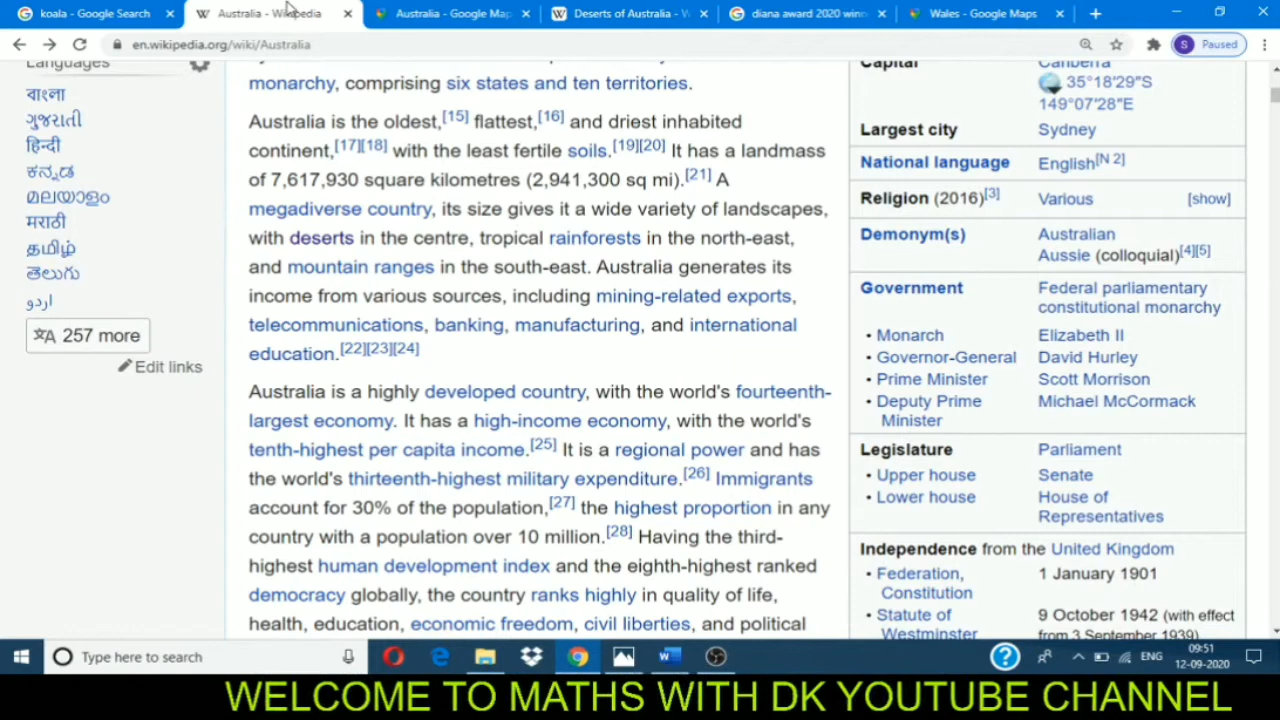 koala - Google Search
Australia - Wikipedia
Australia - Google Map
Deserts of Australia - W
diana award 2020 winn
Wales - Google Maps
en.wikipedia.org/wiki/Australia
Paused
Languages
বাংলা
ગુજરાતી
हिन्दी
ಕನ್ನಡ
മലയാളം
मराठी
தமிழ்
తెలుగు
اردو
257 more
Edit links
monarchy, comprising six states and ten territories.
Australia is the oldest,[15] flattest,[16] and driest inhabited
continent,[17][18] with the least fertile soils.[19][20] It has a landmass
of 7,617,930 square kilometres (2,941,300 sq mi).[21] A
megadiverse country, its size gives it a wide variety of landscapes,
with deserts in the centre, tropical rainforests in the north-east,
and mountain ranges in the south-east. Australia generates its
income from various sources, including mining-related exports,
telecommunications, banking, manufacturing, and international
education.[22][23][24]
Australia is a highly developed country, with the world's fourteenth-
largest economy. It has a high-income economy, with the world's
tenth-highest per capita income.[25] It is a regional power and has
the world's thirteenth-highest military expenditure.[26] Immigrants
account for 30% of the population,[27] the highest proportion in any
country with a population over 10 million.[28] Having the third-
highest human development index and the eighth-highest ranked
democracy globally, the country ranks highly in quality of life,
health, education, economic freedom, civil liberties, and political
Capital Canberra
35°18′29″S
149°07′28″E
Largest city Sydney
National language English[N 2]
Religion (2016)[3] Various [show]
Demonym(s) Australian
Aussie (colloquial)[4][5]
Government Federal parliamentary
constitutional monarchy
• Monarch Elizabeth II
• Governor-General David Hurley
• Prime Minister Scott Morrison
• Deputy Prime Michael McCormack
Minister
Legislature Parliament
• Upper house Senate
• Lower house House of
Representatives
Independence from the United Kingdom
• Federation, 1 January 1901
Constitution
• Statute of 9 October 1942 (with effect
Westminster from 3 September 1939)
Type here to search
ENG
09:51
12-09-2020
WELCOME TO MATHS WITH DK YOUTUBE CHANNEL